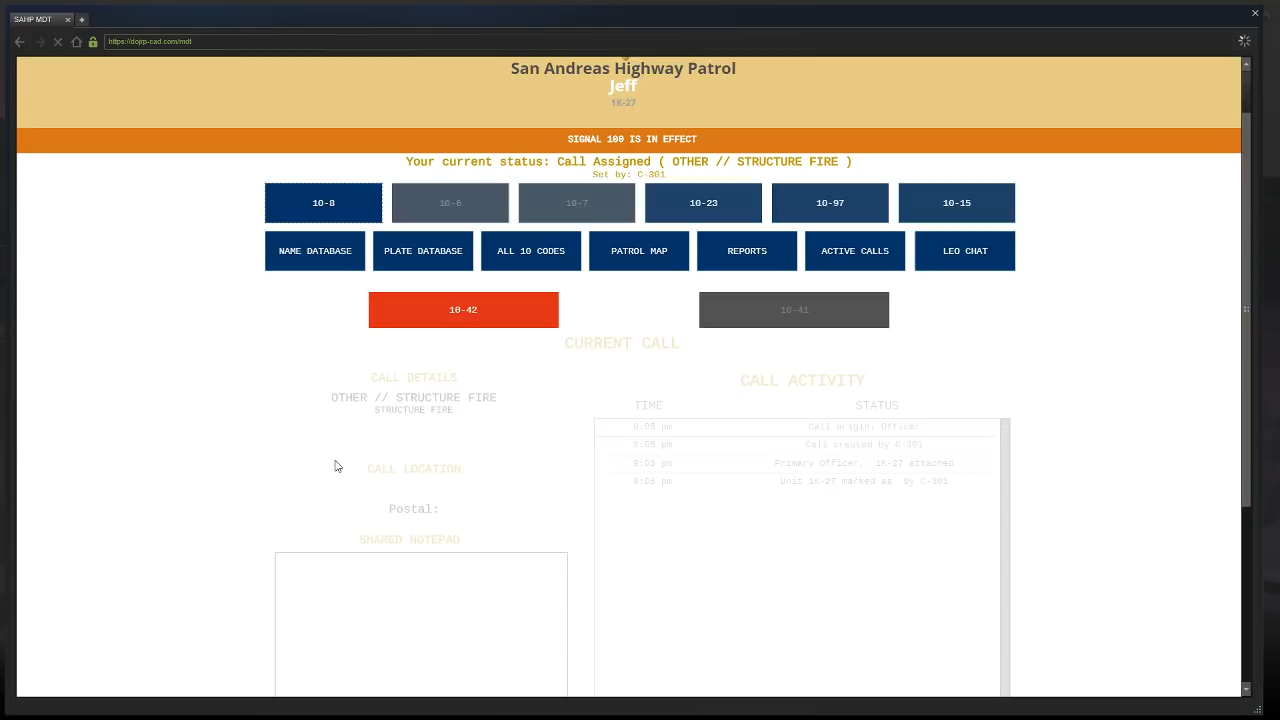 SAHP MDT
https://dojrp-cad.com/mdt
San Andreas Highway Patrol
Jeff
1K-27
SIGNAL 100 IS IN EFFECT
Your current status: Call Assigned ( OTHER // STRUCTURE FIRE )
Set by: C-301
10-8 10-6 10-7 10-23 10-97 10-15
NAME DATABASE PLATE DATABASE ALL 10 CODES PATROL MAP REPORTS ACTIVE CALLS LEO CHAT
10-42 10-41
CURRENT CALL
CALL DETAILS
OTHER // STRUCTURE FIRE
STRUCTURE FIRE
CALL LOCATION
Postal:
SHARED NOTEPAD
CALL ACTIVITY
TIME STATUS
9:05 pm Call origin: Officer
9:05 pm Call created by C-301
9:05 pm Primary Officer, 1K-27 attached
9:05 pm Unit 1K-27 marked as by C-301